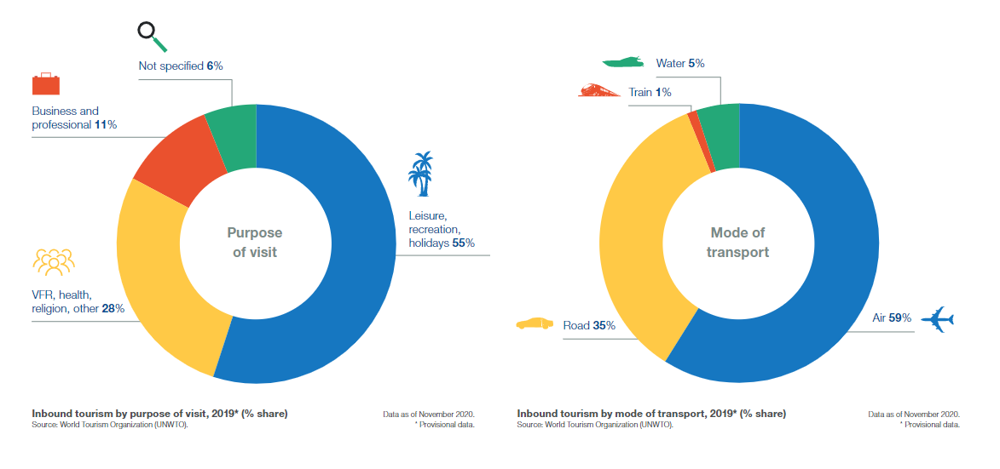 Not specified 6%
Business and
professional 11%
Leisure,
recreation,
holidays 55%
Purpose
of visit
VFR, health,
religion, other 28%
Inbound tourism by purpose of visit, 2019* (% share)
Source: World Tourism Organization (UNWTO).
Data as of November 2020.
* Provisional data.
Water 5%
Train 1%
Mode of
transport
Road 35%
Air 59%
Inbound tourism by mode of transport, 2019* (% share)
Source: World Tourism Organization (UNWTO).
Data as of November 2020.
* Provisional data.